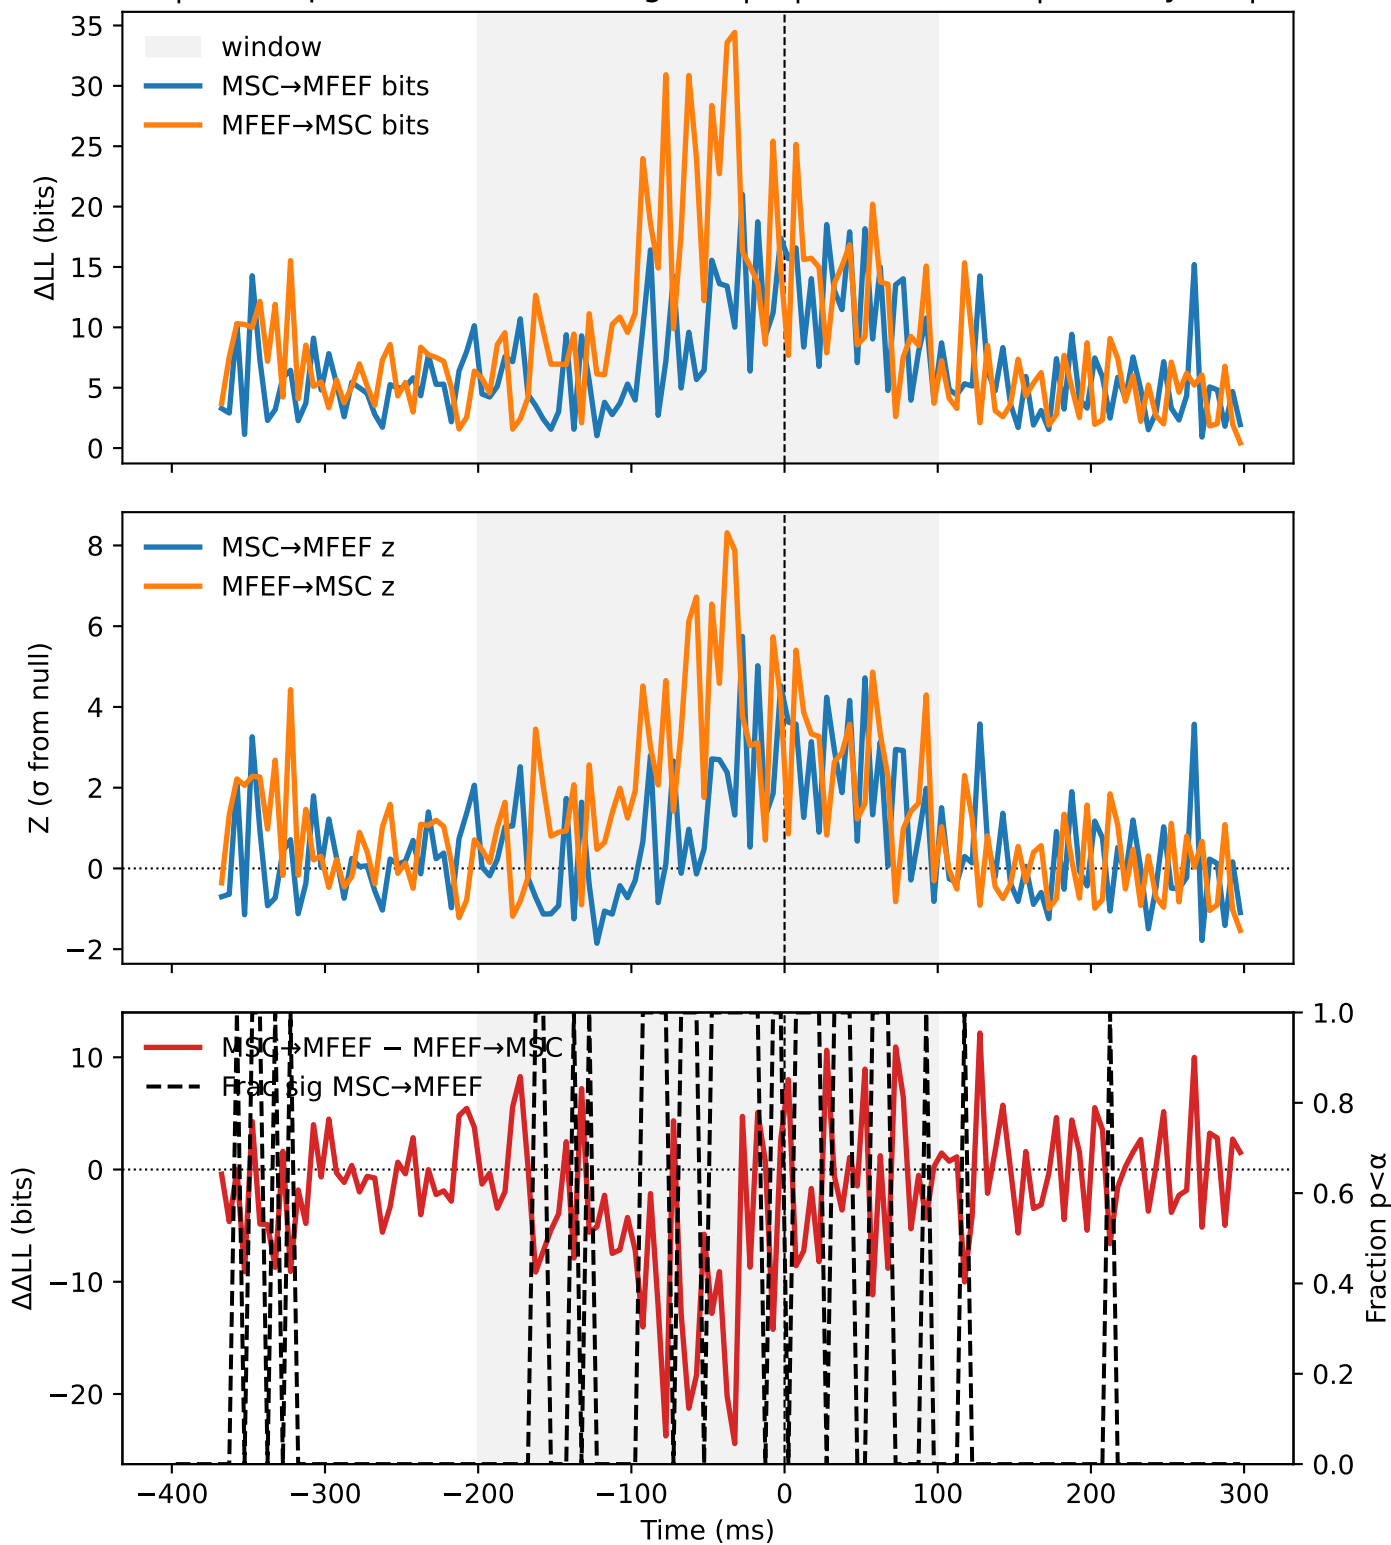 35
30
25
20
15
10
5
0
ΔLL (bits)
window
MSC→MFEF bits
MFEF→MSC bits
8
6
4
2
0
−2
Z (σ from null)
MSC→MFEF z
MFEF→MSC z
10
0
−10
−20
ΔΔLL (bits)
MSC→MFEF − MFEF→MSC
Frac sig MSC→MFEF
1.0
0.8
0.6
0.4
0.2
0.0
Fraction p<α
−400
−300
−200
−100
0
100
200
300
Time (ms)